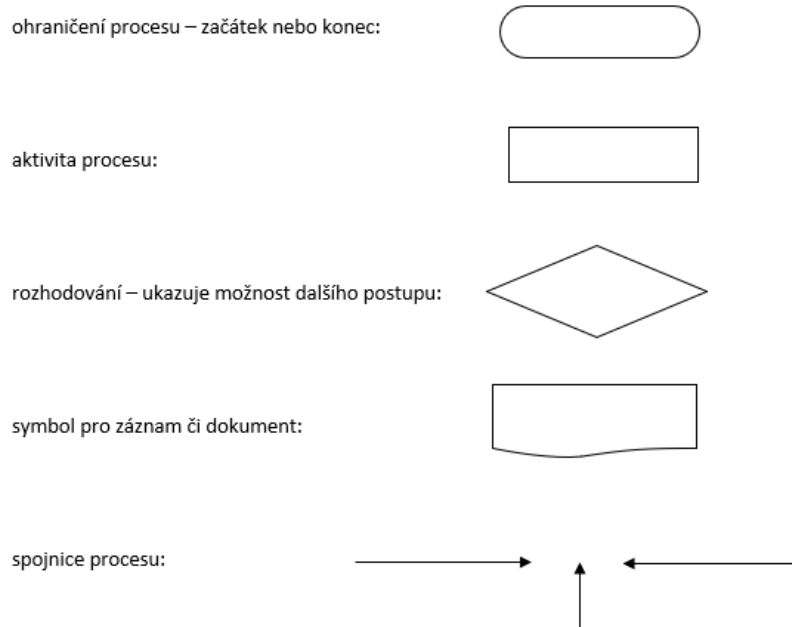 ohraničení procesu – začátek nebo konec:
aktivita procesu:
rozhodování – ukazuje možnost dalšího postupu:
symbol pro záznam či dokument:
spojnice procesu: